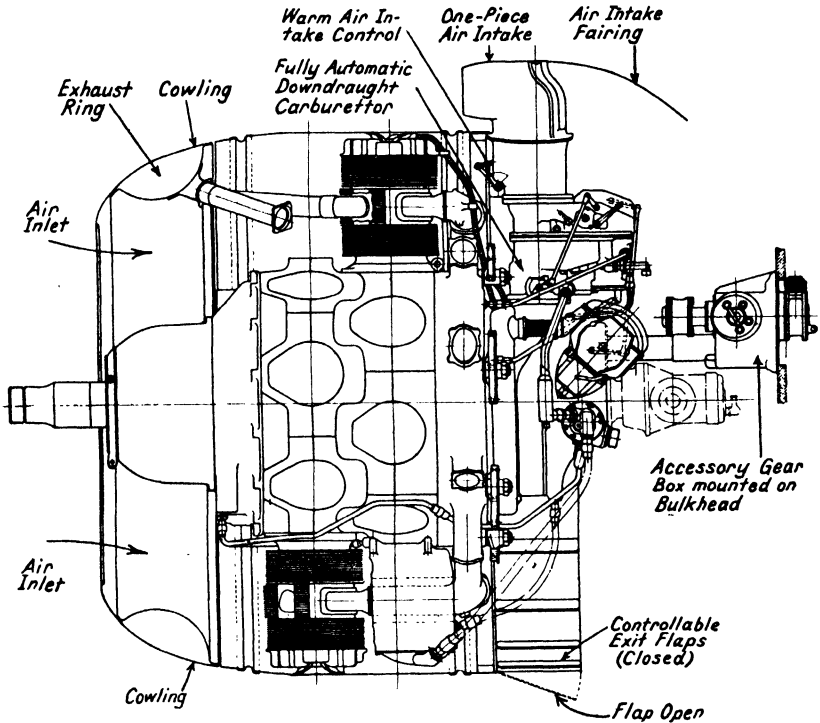 Warm Air In-
take Control
One-Piece
Air Intake
Air Intake
Fairing
Fully Automatic
Downdraught
Carburettor
Exhaust
Ring
Cowling
Air
Inlet
Accessory Gear
Box mounted on
Bulkhead
Air
Inlet
Controllable
Exit Flaps
(Closed)
Cowling
Flap Open